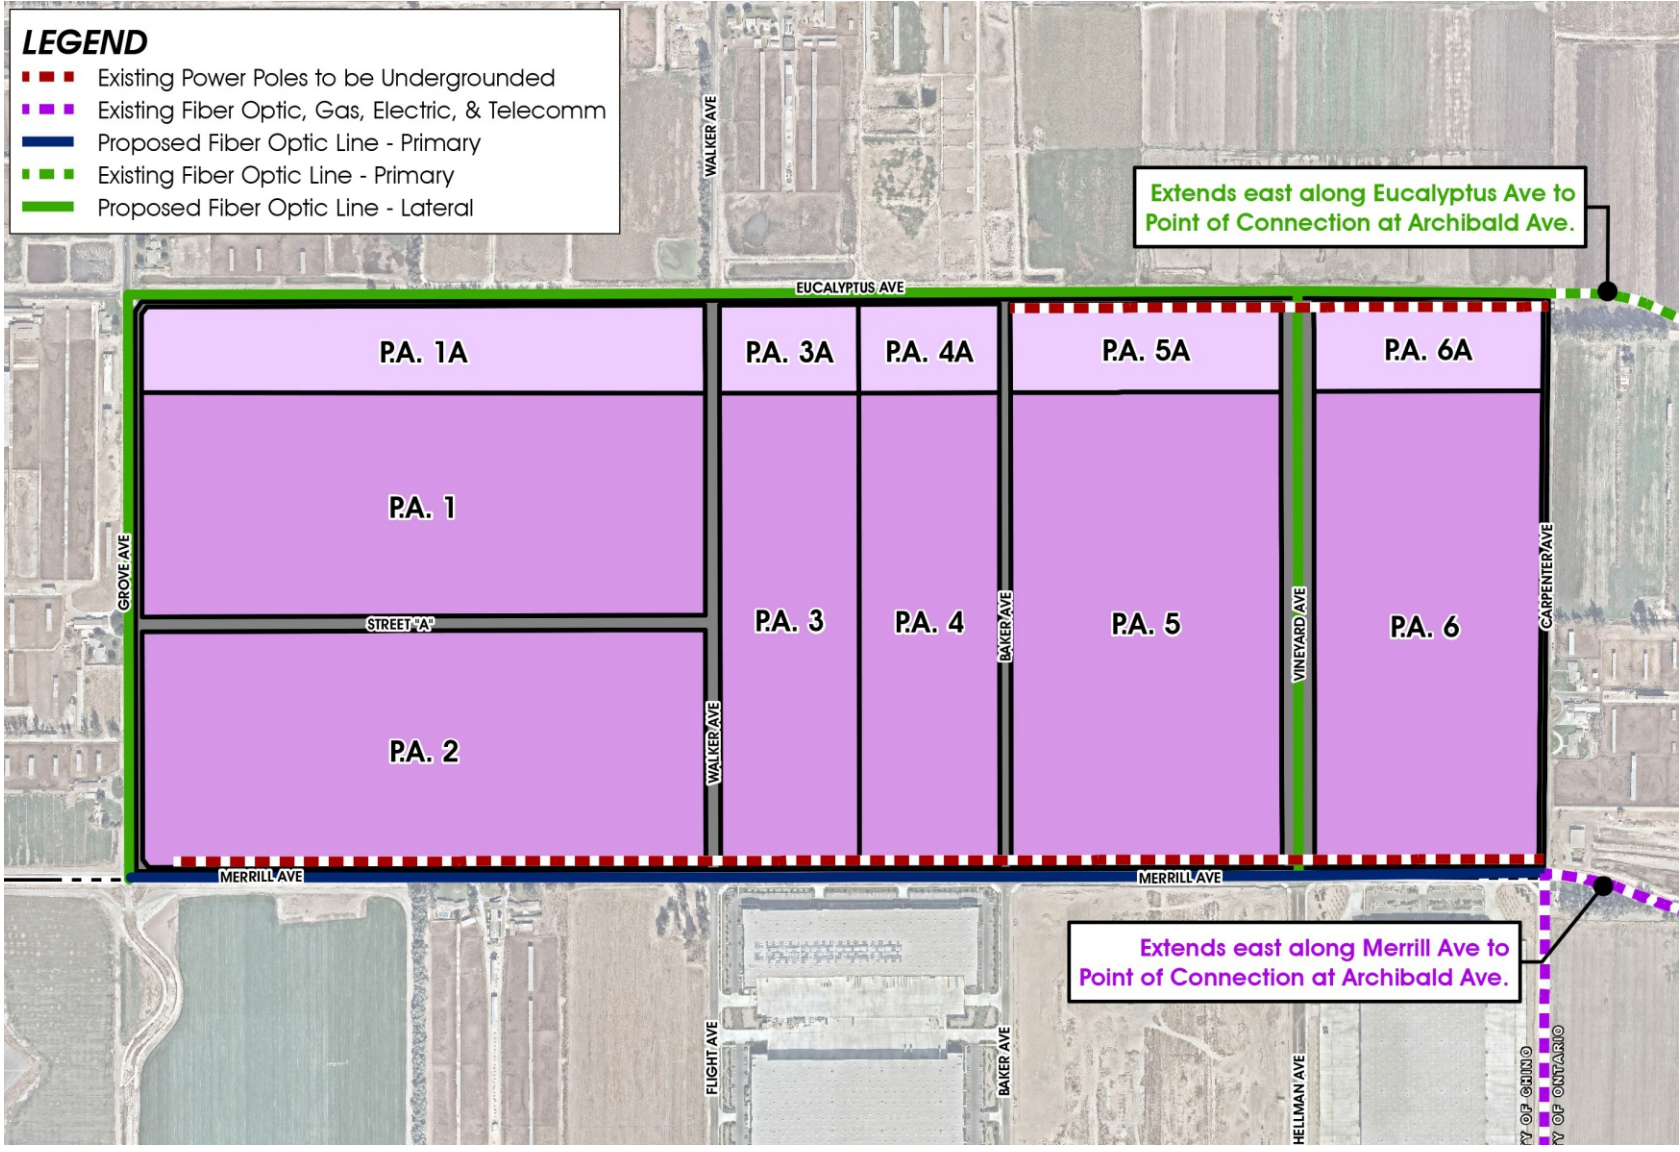 LEGEND
Existing Power Poles to be Undergrounded
Existing Fiber Optic, Gas, Electric, & Telecomm
Proposed Fiber Optic Line - Primary
Existing Fiber Optic Line - Primary
Proposed Fiber Optic Line - Lateral
WALKER AVE
Extends east along Eucalyptus Ave to
Point of Connection at Archibald Ave.
EUCALYPTUS AVE
P.A. 1A
P.A. 3A
P.A. 4A
P.A. 5A
P.A. 6A
P.A. 1
GROVE AVE
STREET "A"
P.A. 3
P.A. 4
BAKER AVE
P.A. 5
VINEYARD AVE
P.A. 6
CARPENTER AVE
P.A. 2
WALKER AVE
MERRILL AVE
MERRILL AVE
Extends east along Merrill Ave to
Point of Connection at Archibald Ave.
FLIGHT AVE
BAKER AVE
HELLMAN AVE
Y OF CHINO
Y OF ONTARIO